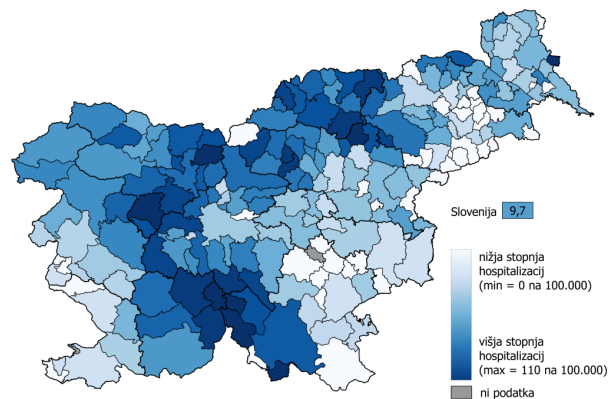 Slovenija 9,7
nižja stopnja
hospitalizacij
(min = 0 na 100.000)
višja stopnja
hospitalizacij
(max = 110 na 100.000)
ni podatka